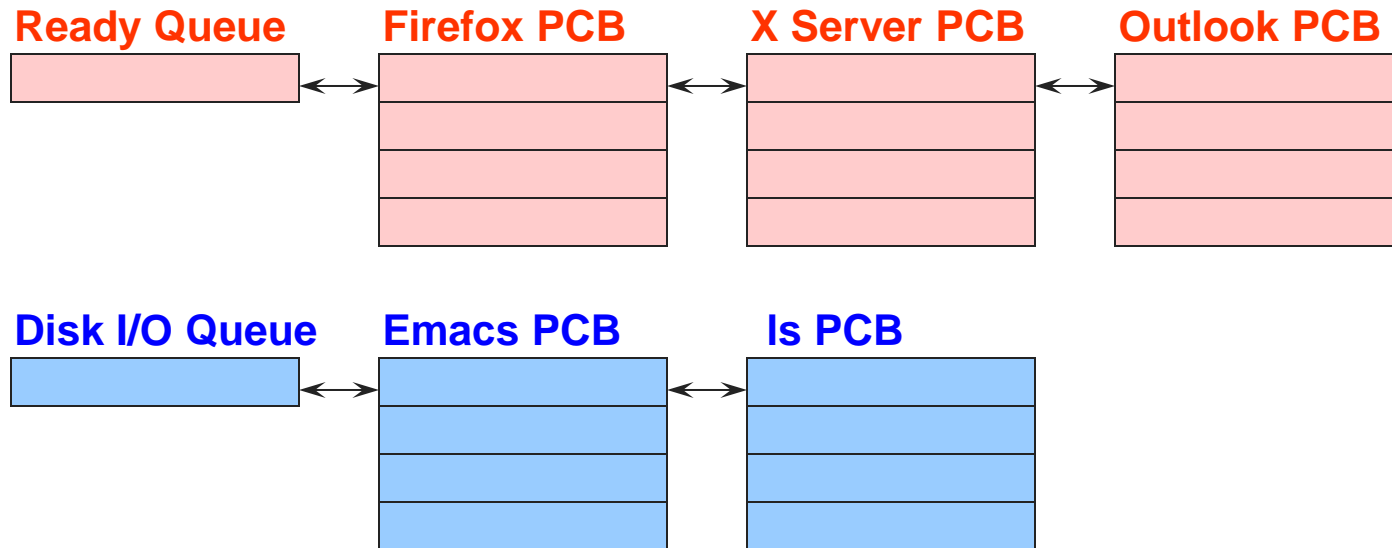 Ready Queue Firefox PCB X Server PCB Outlook PCB
Disk I/O Queue Emacs PCB ls PCB